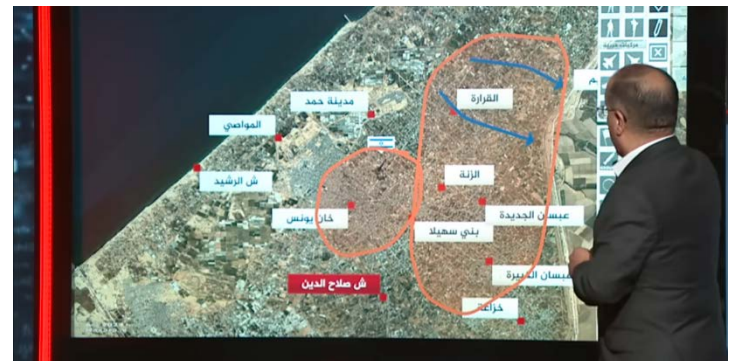 القرارة
مدينة حمد
المواصي
الزنة
ش الرشيد
خان يونس
عبسان الجديدة
بني سهيلا
عبسان الكبيرة
ش صلاح الدين
خزاعة